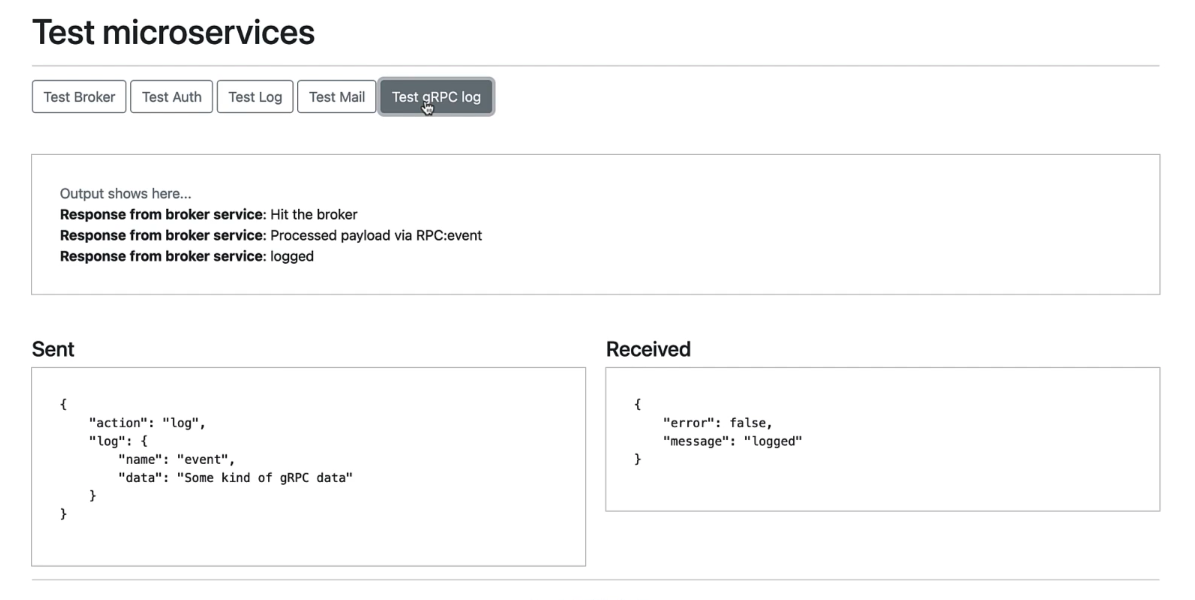 Test microservices
Test Broker Test Auth Test Log Test Mail Test gRPC log
Output shows here...
Response from broker service: Hit the broker
Response from broker service: Processed payload via RPC:event
Response from broker service: logged
Sent
{
    "action": "log",
    "log": {
        "name": "event",
        "data": "Some kind of gRPC data"
    }
}
Received
{
    "error": false,
    "message": "logged"
}